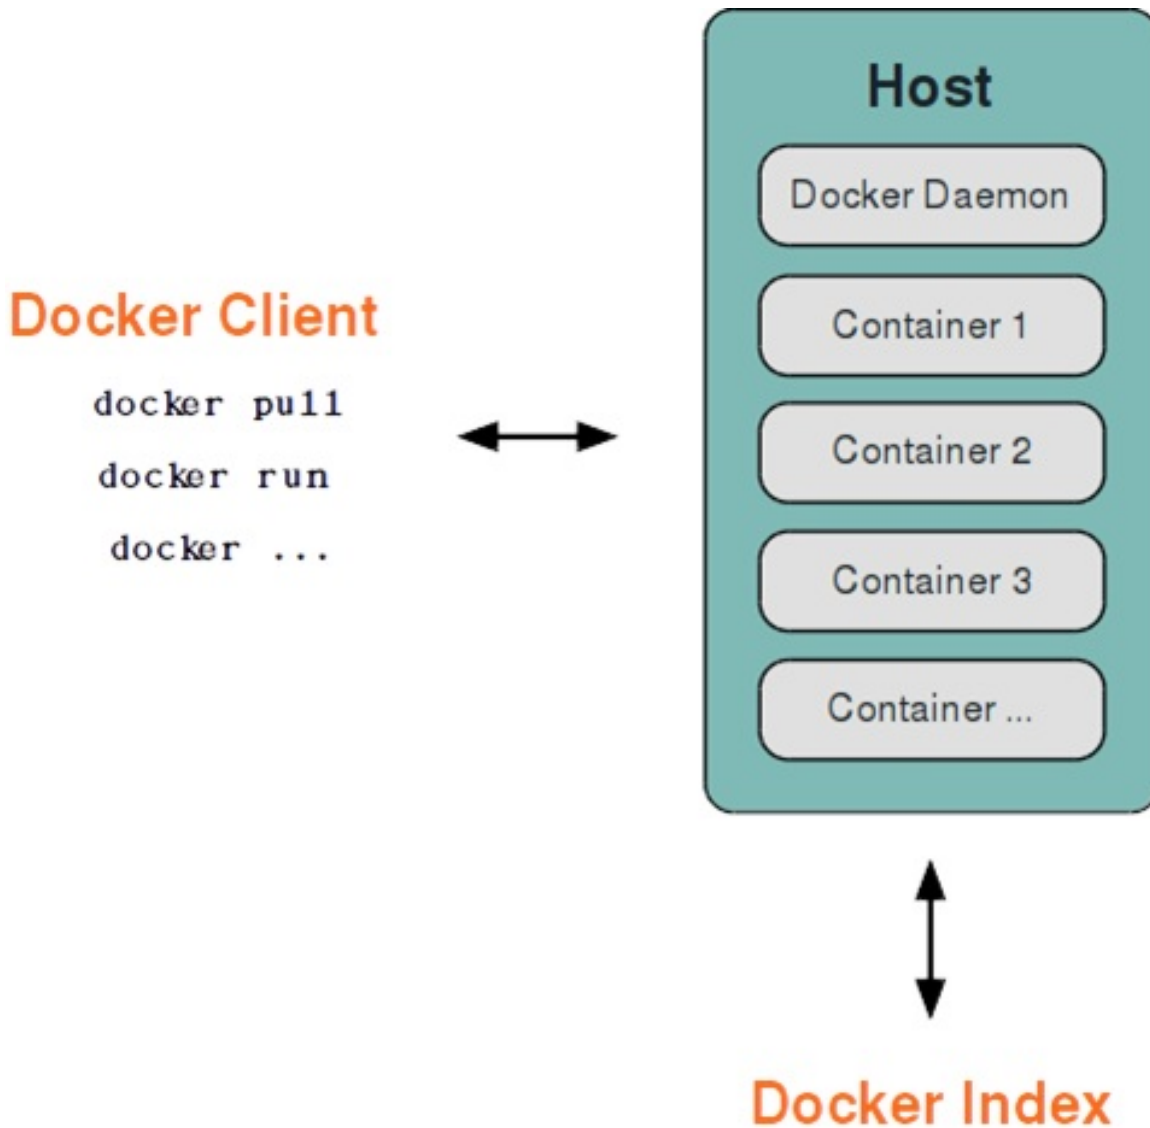 Host
Docker Daemon
Container 1
Container 2
Container 3
Container ...
Docker Client
docker pull
docker run
docker ...
Docker Index